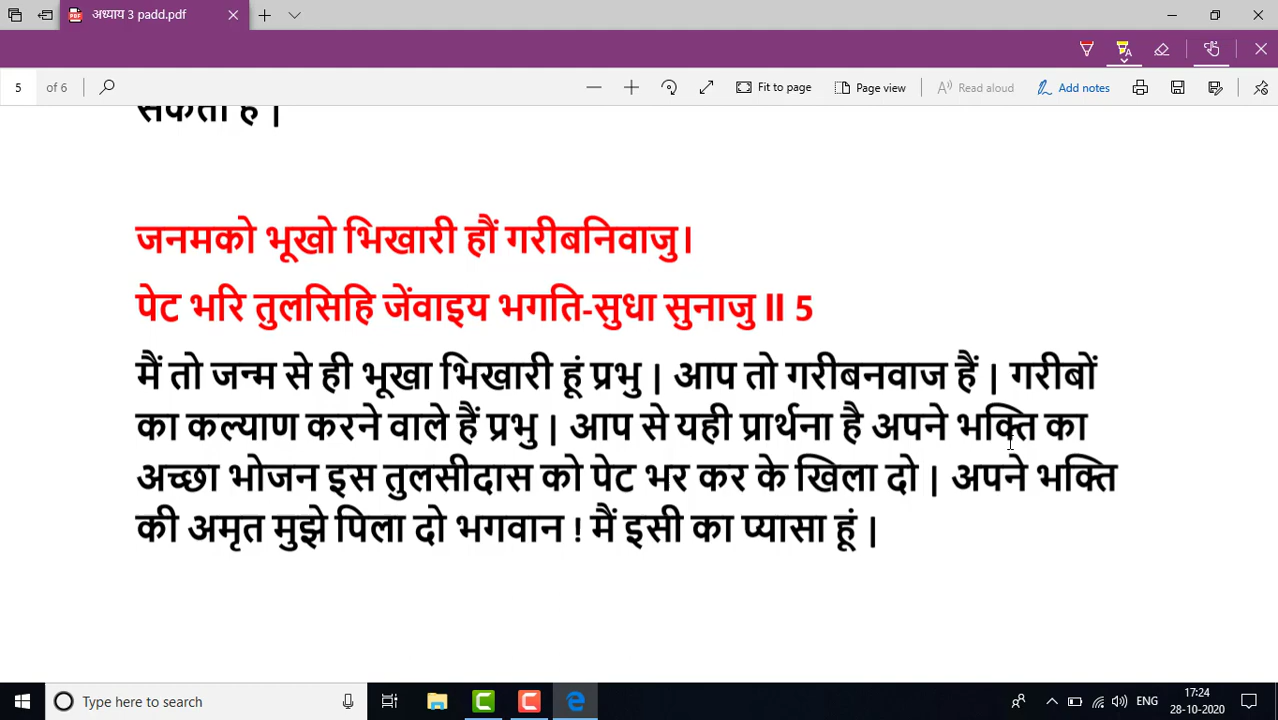 अध्याय 3 padd.pdf
5 of 6
Fit to page
Page view
Read aloud
Add notes
सकता है |
जनमको भूखो भिखारी हौं गरीबनिवाजु।
पेट भरि तुलसिहि जेंवाइय भगति-सुधा सुनाजु॥ 5
मैं तो जन्म से ही भूखा भिखारी हूं प्रभु | आप तो गरीबनवाज हैं | गरीबों
का कल्याण करने वाले हैं प्रभु | आप से यही प्रार्थना है अपने भक्ति का
अच्छा भोजन इस तुलसीदास को पेट भर कर के खिला दो | अपने भक्ति
की अमृत मुझे पिला दो भगवान ! मैं इसी का प्यासा हूं |
Type here to search
ENG
17:24
28-10-2020